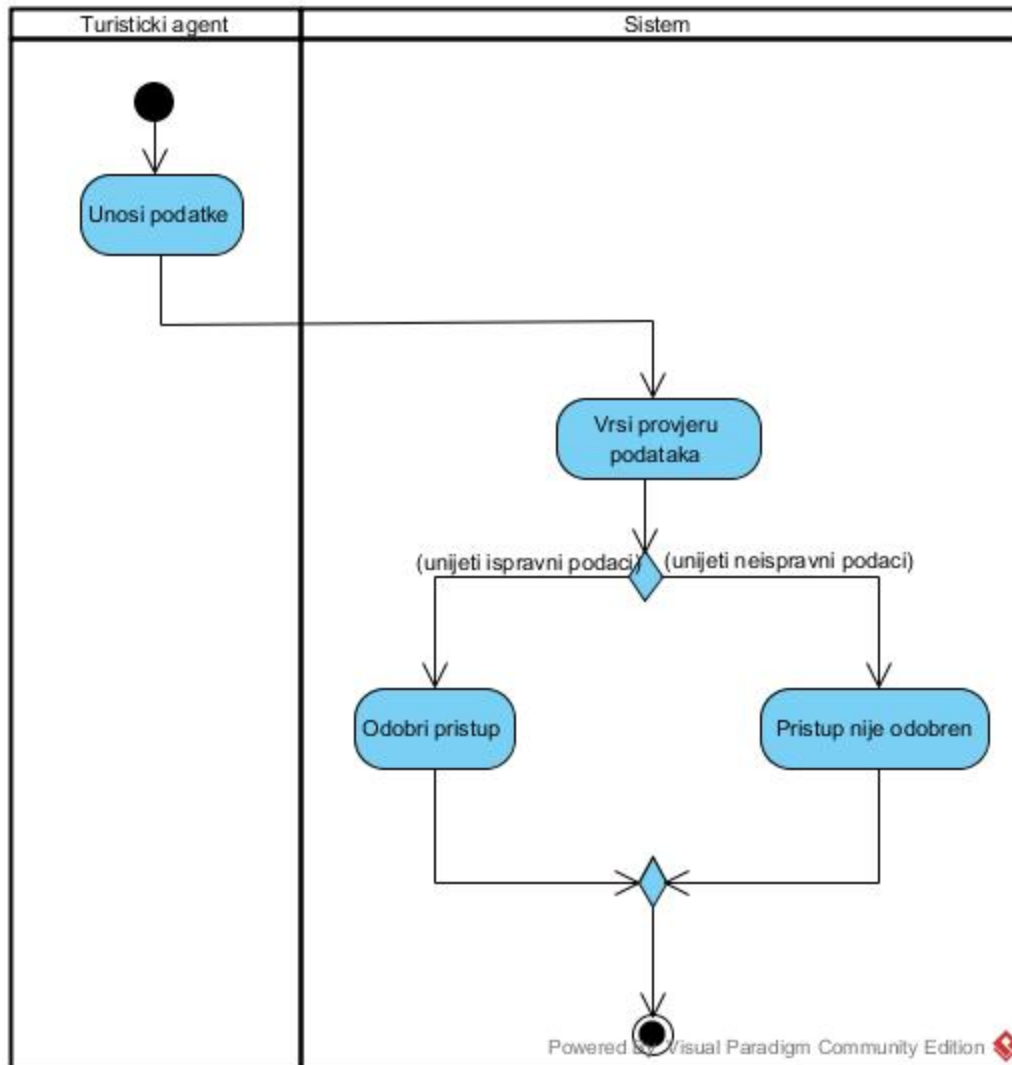 Turisticki agent
Sistem
Unosi podatke
Vrsi provjeru
podataka
(unijeti ispravni podaci)
(unijeti neispravni podaci)
Odobri pristup
Pristup nije odobren
Powered By Visual Paradigm Community Edition